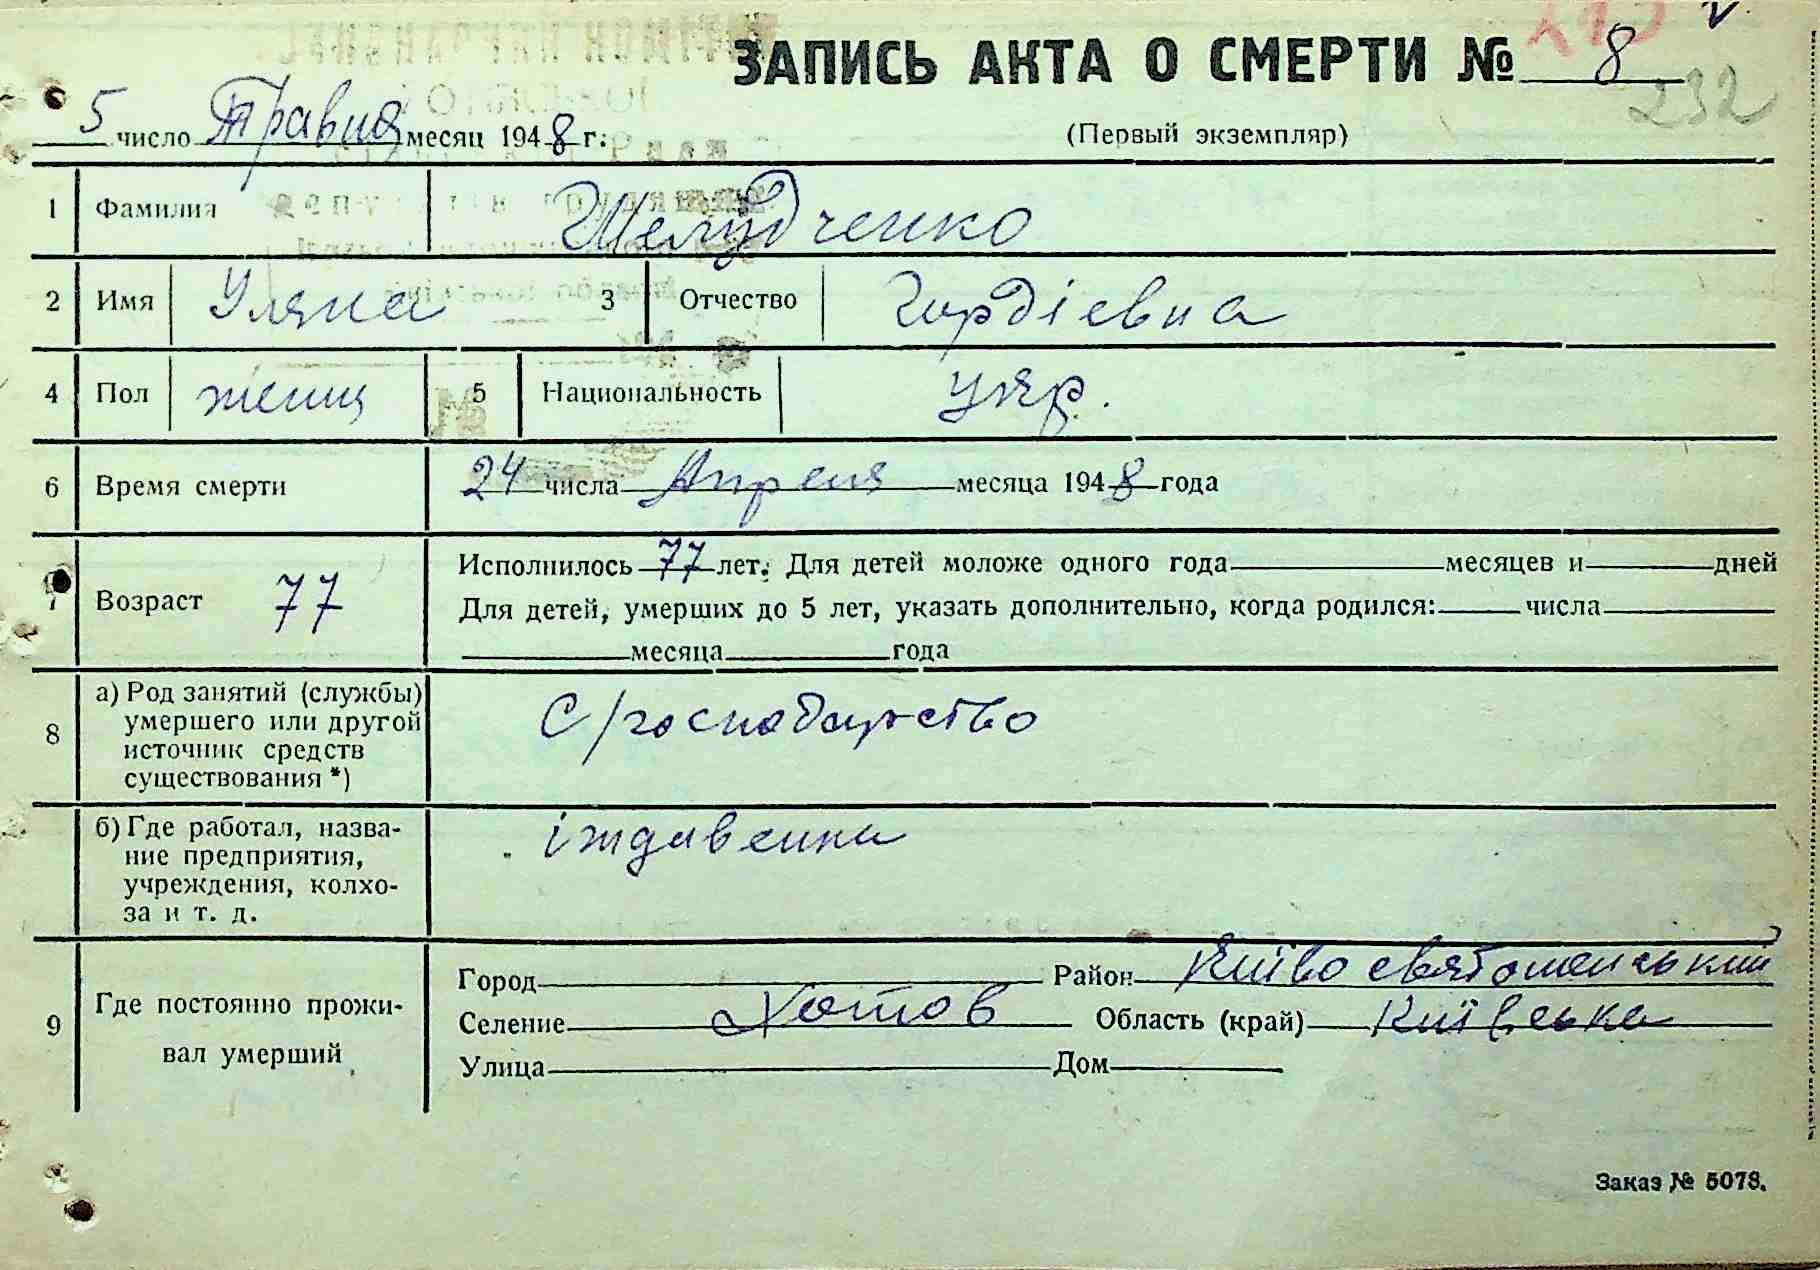 ЗАПИСЬ АКТА О СМЕРТИ № 8
232
5 число Травня месяц 1948 г.
(Первый экземпляр)
1 Фамилия Шелудченко
2 Имя Уляна 3 Отчество Гордіевна
4 Пол женщ 5 Национальность укр.
6 Время смерти 24 числа Апреля месяца 1948 года
7 Возраст 77 Исполнилось 77 лет. Для детей моложе одного года месяцев и дней
Для детей, умерших до 5 лет, указать дополнительно, когда родился: числа
месяца года
8 а) Род занятий (службы) умершего или другой источник средств существования *) С/господарство
б) Где работал, назва-
ние предприятия,
учреждения, колхо-
за и т. д.
іждивенка
9 Где постоянно прожи-
вал умерший
Город Район Київо святошенський
Селение Хотов Область (край) Київська
Улица Дом
Заказ № 5078.